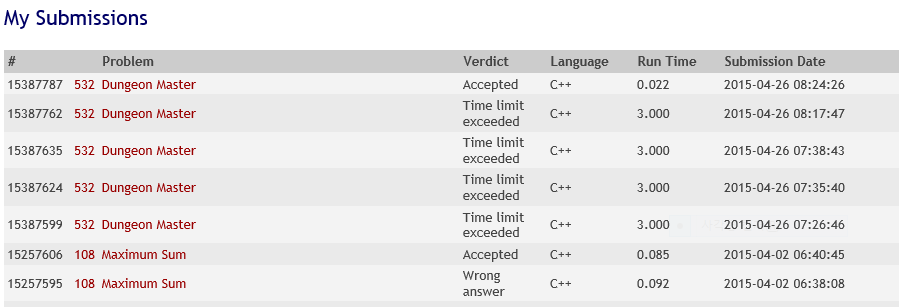 My Submissions
# Problem Verdict Language Run Time Submission Date
15387787 532 Dungeon Master Accepted C++ 0.022 2015-04-26 08:24:26
15387762 532 Dungeon Master Time limit exceeded C++ 3.000 2015-04-26 08:17:47
15387635 532 Dungeon Master Time limit exceeded C++ 3.000 2015-04-26 07:38:43
15387624 532 Dungeon Master Time limit exceeded C++ 3.000 2015-04-26 07:35:40
15387599 532 Dungeon Master Time limit exceeded C++ 3.000 2015-04-26 07:26:46
15257606 108 Maximum Sum Accepted C++ 0.085 2015-04-02 06:40:45
15257595 108 Maximum Sum Wrong answer C++ 0.092 2015-04-02 06:38:08